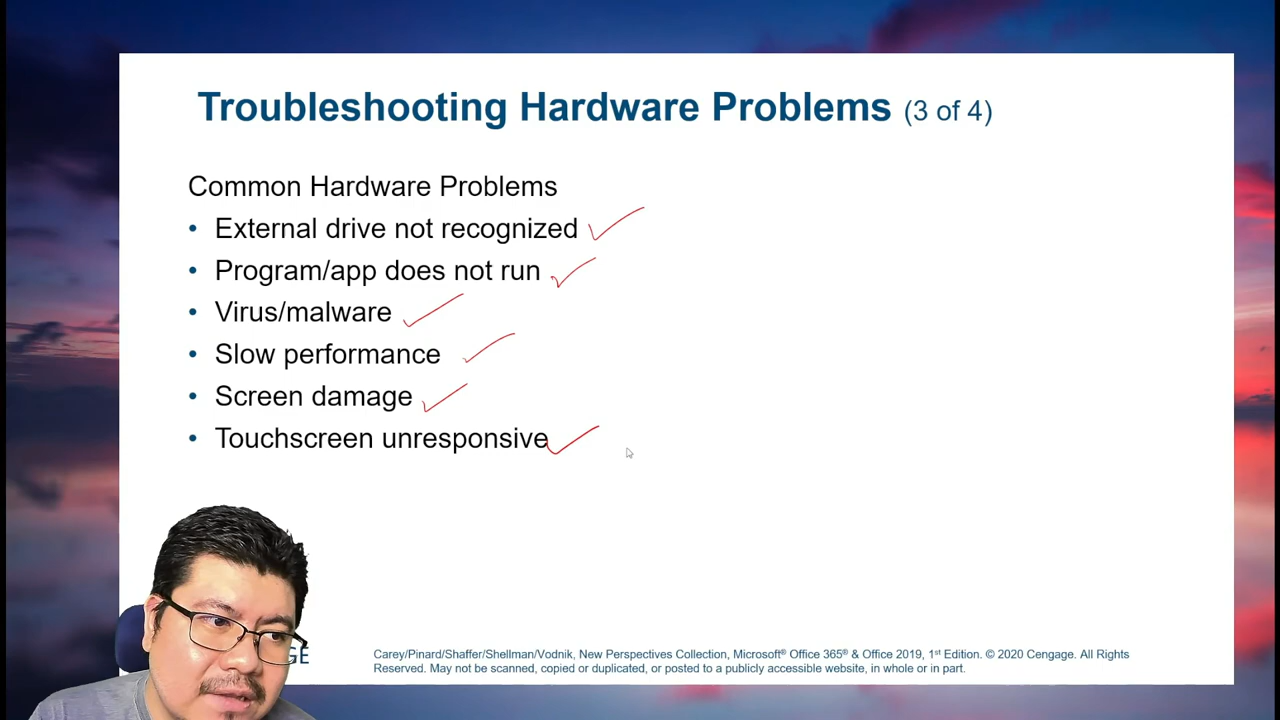 Troubleshooting Hardware Problems (3 of 4)
Common Hardware Problems
• External drive not recognized
• Program/app does not run
• Virus/malware
• Slow performance
• Screen damage
• Touchscreen unresponsive
GE
Carey/Pinard/Shaffer/Shellman/Vodnik, New Perspectives Collection, Microsoft® Office 365® & Office 2019, 1st Edition. © 2020 Cengage. All Rights
Reserved. May not be scanned, copied or duplicated, or posted to a publicly accessible website, in whole or in part.